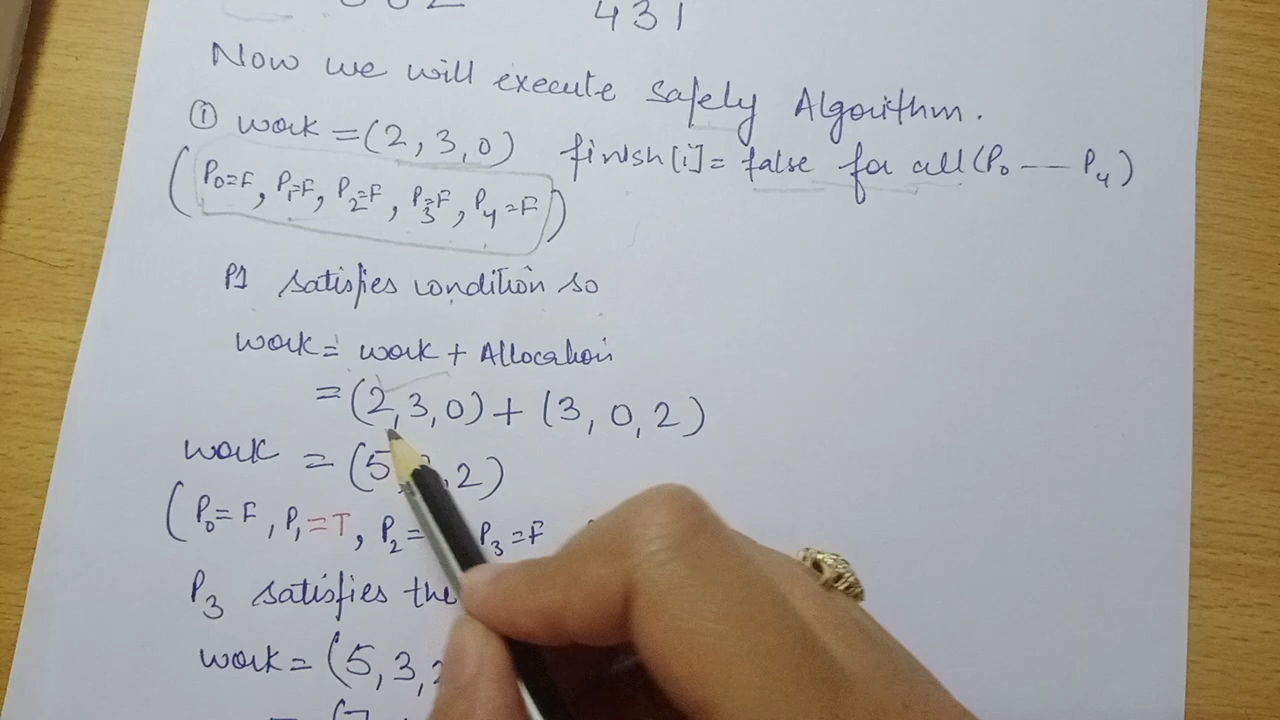 431
Now we will execute Safely Algorithm.
① work = (2, 3, 0) finish[i] = false for all (P0 — — P4)
(P0=F, P1=F, P2=F, P3=F, P4=F)
P1 satisfies condition so
work = work + Allocation
= (2, 3, 0) + (3, 0, 2)
work = (5, , 2)
(P0=F, P1=T, P2= P3=F
P3 satisfies the
work = (5, 3,
= (7